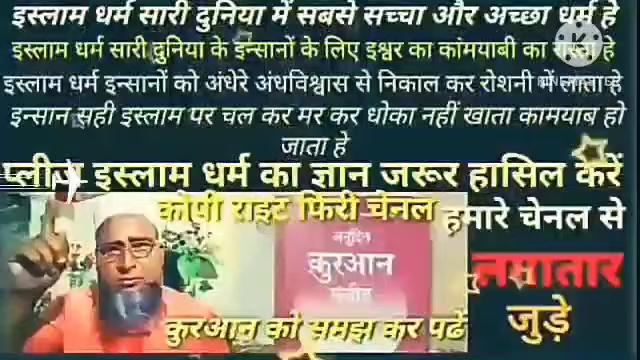 इस्लाम धर्म सारी दुनिया में सबसे सच्चा और अच्छा धर्म हे
इस्लाम धर्म सारी दुनिया के इन्सानों के लिए इश्वर का कांमयाबी का रास्ता हे
इस्लाम धर्म इन्सानों को अंधेरे अंधविश्वास से निकाल कर रोशनी में लाता हे
इन्सान सही इस्लाम पर चल कर मर कर धोका नहीं खाता कामयाब हो
जाता हे
प्लीज इस्लाम धर्म का ज्ञान जरूर हासिल करें
कोपी राइट फिरी चेनल
हमारे चेनल से
लगातार
जुड़े
क़ुरआन
क़ुरआन को समझ कर पढें